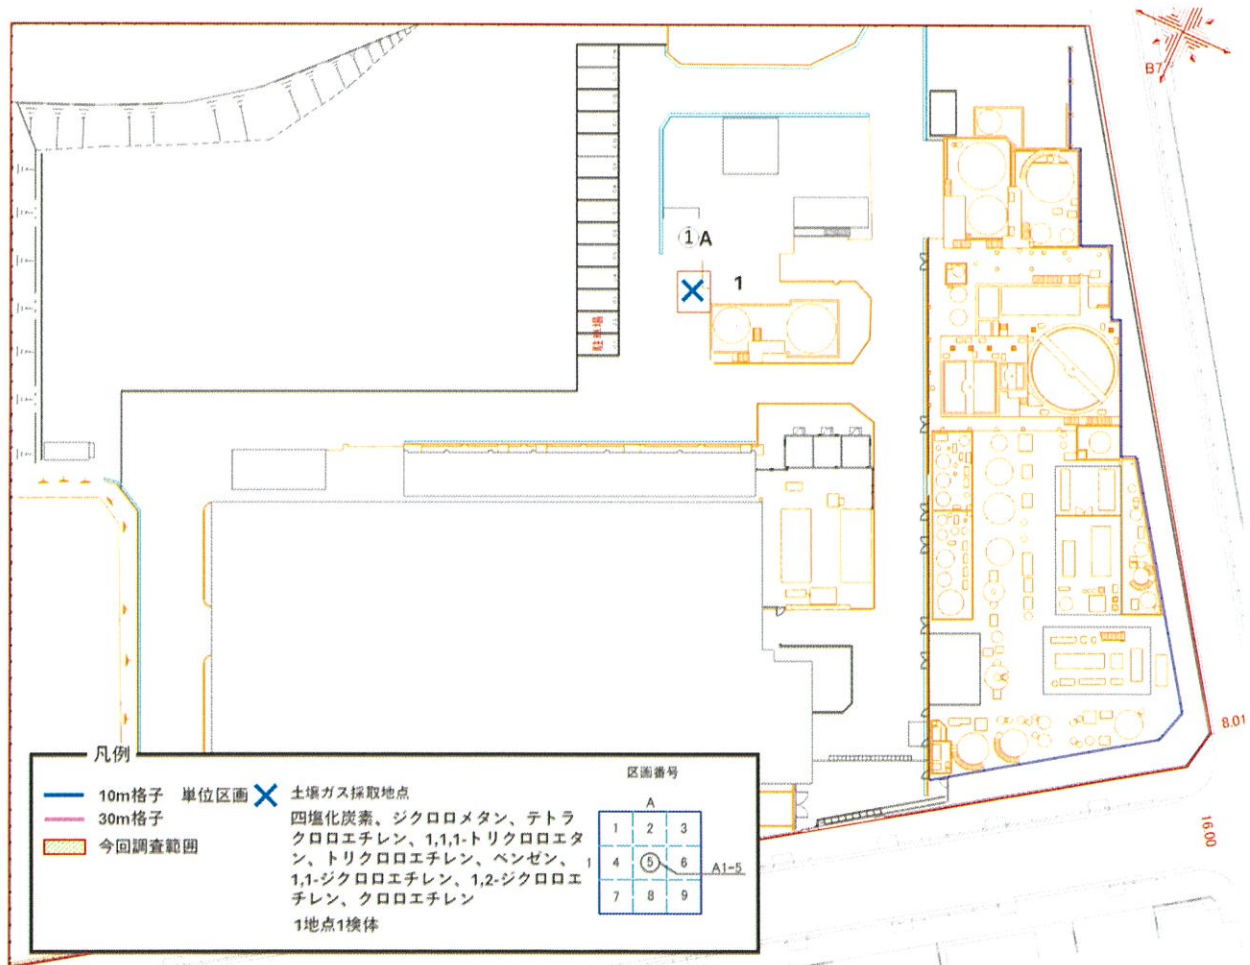 B7
① A
1
駐車場
8.01
16.00
凡例
10m格子 単位区画
30m格子
今回調査範囲
土壌ガス採取地点
四塩化炭素、ジクロロメタン、テトラ
クロロエチレン、1,1,1-トリクロロエタ
ン、トリクロロエチレン、ベンゼン、
1,1-ジクロロエチレン、1,2-ジクロロエ
チレン、クロロエチレン
1地点1検体
区画番号
A
1 2 3
1 4 ⑤ 6
A1-5
7 8 9